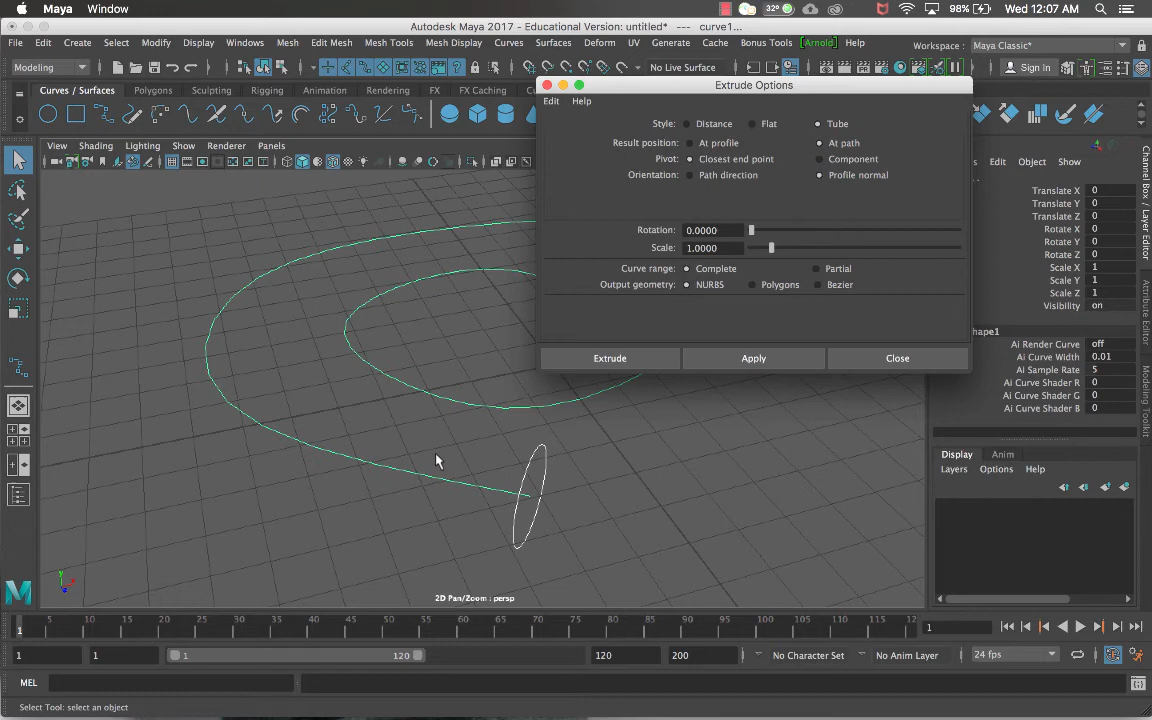 Maya Window 32° 98% Wed 12:07 AM
Autodesk Maya 2017 - Educational Version: untitled* --- curve1...
File Edit Create Select Modify Display Windows Mesh Edit Mesh Mesh Tools Mesh Display Curves Surfaces Deform UV Generate Cache Bonus Tools [Arnold] Help Workspace : Maya Classic*
Modeling No Live Surface Sign In
Curves / Surfaces Polygons Sculpting Rigging Animation Rendering FX FX Caching
Extrude Options
Edit Help
Style: Distance Flat Tube
Result position: At profile At path
Pivot: Closest end point Component
Orientation: Path direction Profile normal
Rotation: 0.0000
Scale: 1.0000
Curve range: Complete Partial
Output geometry: NURBS Polygons Bezier
Extrude Apply Close
View Shading Lighting Show Renderer Panels
Edit Object Show
Translate X 0
Translate Y 0
Translate Z 0
Rotate X 0
Rotate Y 0
Rotate Z 0
Scale X 1
Scale Y 1
Scale Z 1
Visibility on
Ai Render Curve off
Ai Curve Width 0.01
Ai Sample Rate 5
Ai Curve Shader R 0
Ai Curve Shader G 0
Ai Curve Shader B 0
Channel Box / Layer Editor
Attribute Editor
Modeling Toolkit
Display Anim
Layers Options Help
2D Pan/Zoom : persp
y
1 5 10 15 20 25 30 35 40 45 50 55 60 65 70 75 80 85 90 95 100 105 110 115 1
1 1 1 120 120 200 No Character Set No Anim Layer 24 fps
MEL
Select Tool: select an object